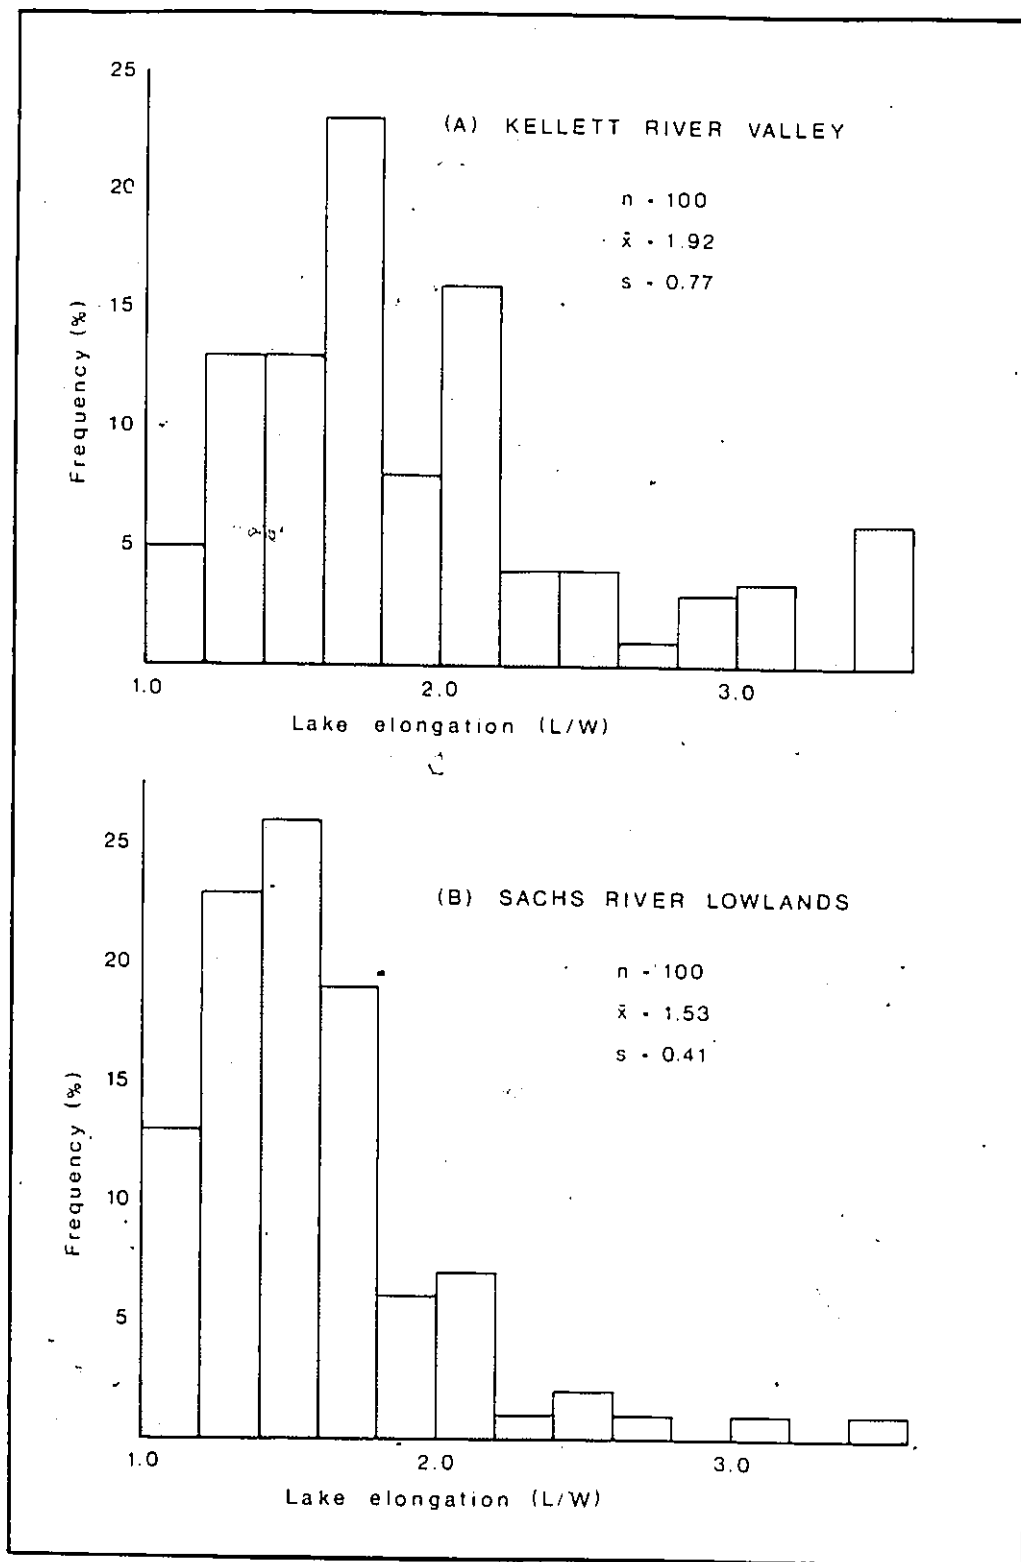 25
(A) KELLETT RIVER VALLEY
20
n - 100
x̄ - 1.92
s - 0.77
15
Frequency (%)
10
5
1.0 2.0 3.0
Lake elongation (L/W)
25
(B) SACHS RIVER LOWLANDS
20
n - 100
x̄ - 1.53
s - 0.41
15
Frequency (%)
10
5
1.0 2.0 3.0
Lake elongation (L/W)